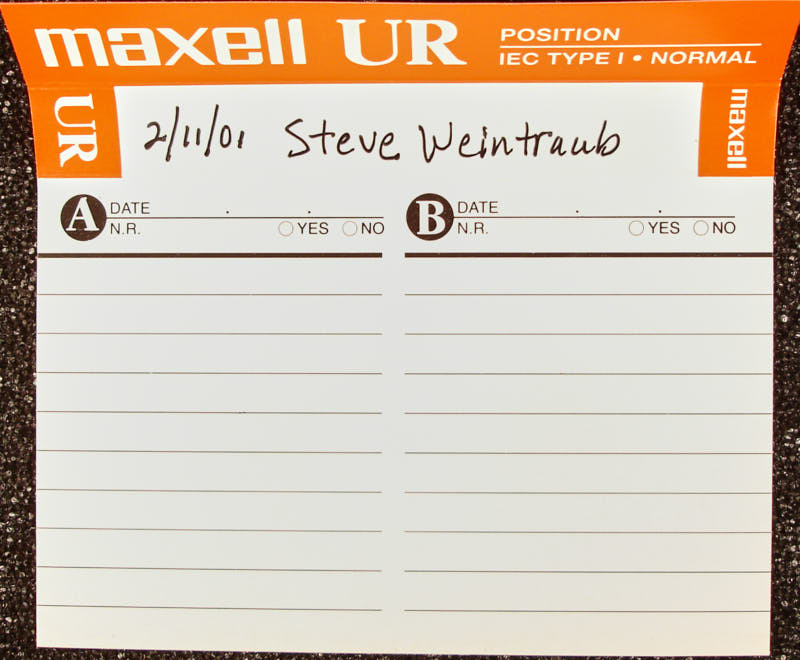 maxell UR POSITION
IEC TYPE I • NORMAL
UR
2/11/01 Steve Weintraub
maxell
A DATE . .
N.R. YES NO
B DATE . .
N.R. YES NO